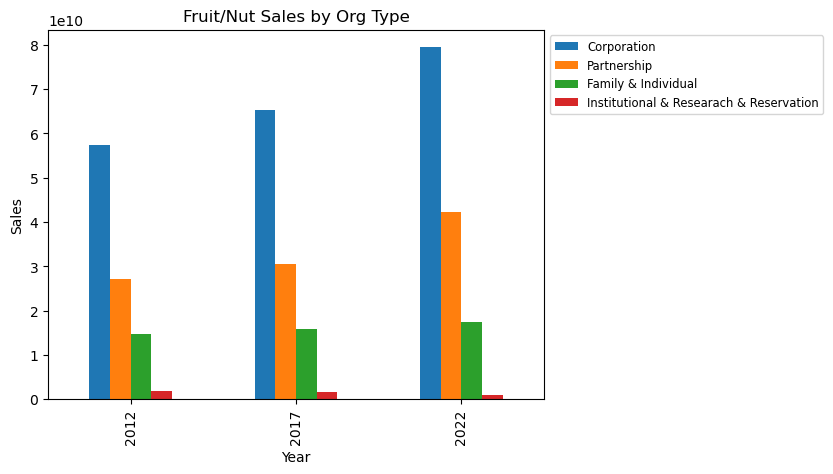 Fruit/Nut Sales by Org Type
1e10
8
7
6
5
4
3
2
1
0
Sales
2012
2017
2022
Year
Corporation
Partnership
Family & Individual
Institutional & Researach & Reservation